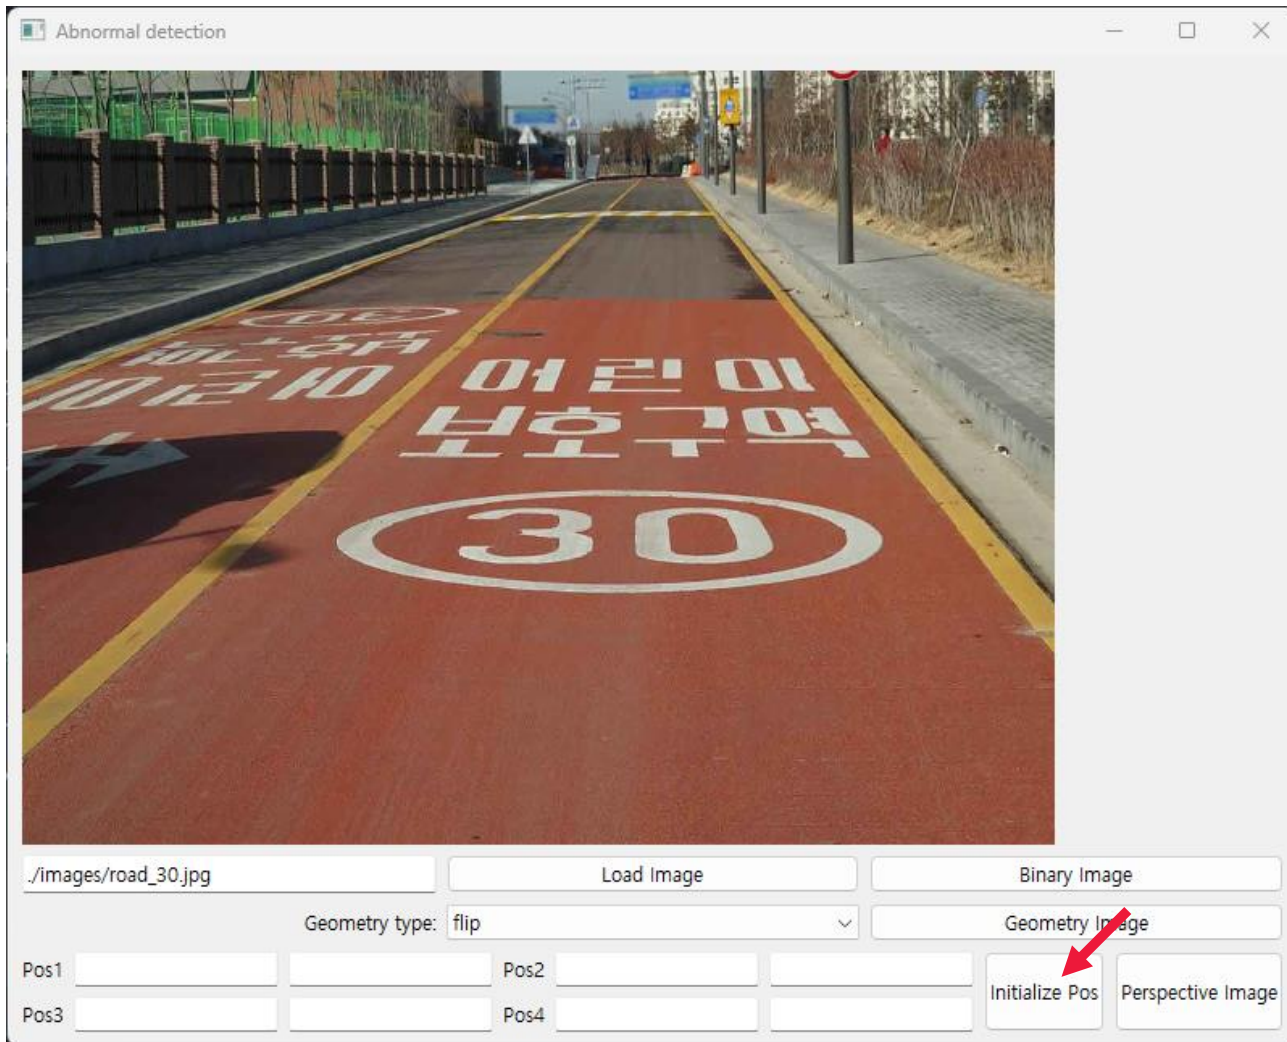 Abnormal detection
어린이
보호구역
30
./images/road_30.jpg
Load Image
Binary Image
Geometry type:
flip
Geometry Image
Pos1
Pos2
Initialize Pos
Perspective Image
Pos3
Pos4